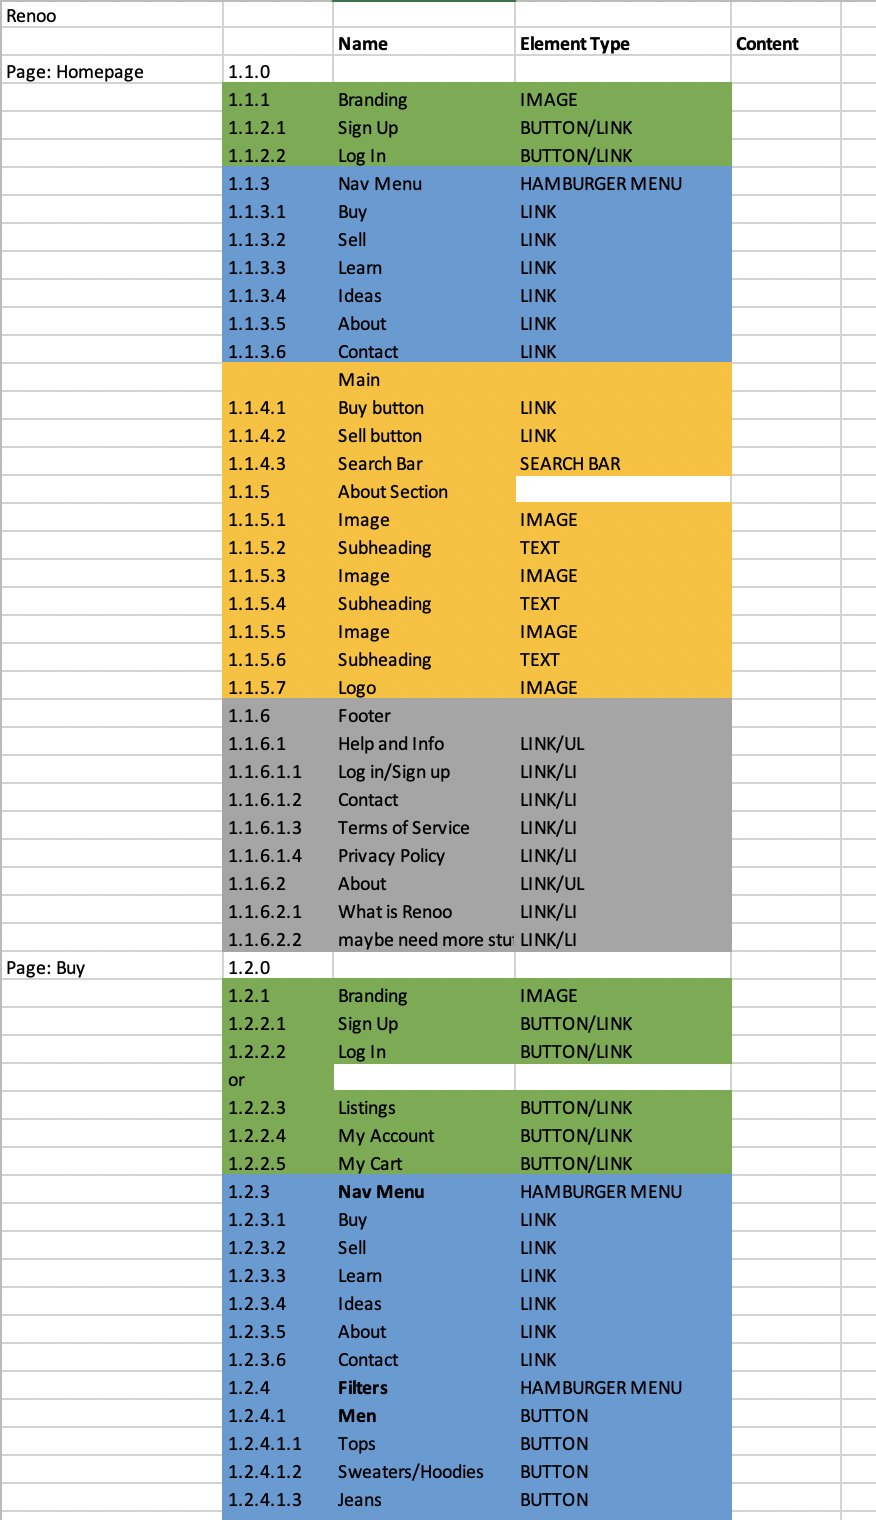 Renoo
Name Element Type Content
Page: Homepage 1.1.0
1.1.1 Branding IMAGE
1.1.2.1 Sign Up BUTTON/LINK
1.1.2.2 Log In BUTTON/LINK
1.1.3 Nav Menu HAMBURGER MENU
1.1.3.1 Buy LINK
1.1.3.2 Sell LINK
1.1.3.3 Learn LINK
1.1.3.4 Ideas LINK
1.1.3.5 About LINK
1.1.3.6 Contact LINK
Main
1.1.4.1 Buy button LINK
1.1.4.2 Sell button LINK
1.1.4.3 Search Bar SEARCH BAR
1.1.5 About Section
1.1.5.1 Image IMAGE
1.1.5.2 Subheading TEXT
1.1.5.3 Image IMAGE
1.1.5.4 Subheading TEXT
1.1.5.5 Image IMAGE
1.1.5.6 Subheading TEXT
1.1.5.7 Logo IMAGE
1.1.6 Footer
1.1.6.1 Help and Info LINK/UL
1.1.6.1.1 Log in/Sign up LINK/LI
1.1.6.1.2 Contact LINK/LI
1.1.6.1.3 Terms of Service LINK/LI
1.1.6.1.4 Privacy Policy LINK/LI
1.1.6.2 About LINK/UL
1.1.6.2.1 What is Renoo LINK/LI
1.1.6.2.2 maybe need more stu LINK/LI
Page: Buy 1.2.0
1.2.1 Branding IMAGE
1.2.2.1 Sign Up BUTTON/LINK
1.2.2.2 Log In BUTTON/LINK
or
1.2.2.3 Listings BUTTON/LINK
1.2.2.4 My Account BUTTON/LINK
1.2.2.5 My Cart BUTTON/LINK
1.2.3 Nav Menu HAMBURGER MENU
1.2.3.1 Buy LINK
1.2.3.2 Sell LINK
1.2.3.3 Learn LINK
1.2.3.4 Ideas LINK
1.2.3.5 About LINK
1.2.3.6 Contact LINK
1.2.4 Filters HAMBURGER MENU
1.2.4.1 Men BUTTON
1.2.4.1.1 Tops BUTTON
1.2.4.1.2 Sweaters/Hoodies BUTTON
1.2.4.1.3 Jeans BUTTON